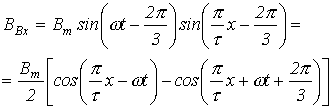 B_{Bx} = B_m sin(ωt − 2π/3) sin(π/τ x − 2π/3) =
= B_m/2 [cos(π/τ x − ωt) − cos(π/τ x + ωt + 2π/3)]